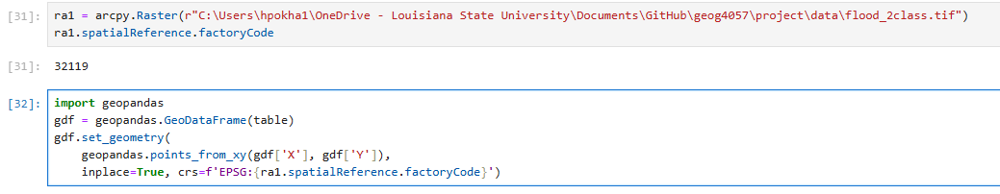 [31]: ra1 = arcpy.Raster(r"C:\Users\hpokha1\OneDrive - Louisiana State University\Documents\GitHub\geog4057\project\data\flood_2class.tif")
ra1.spatialReference.factoryCode
[31]: 32119
[32]: import geopandas
gdf = geopandas.GeoDataFrame(table)
gdf.set_geometry(
    geopandas.points_from_xy(gdf['X'], gdf['Y']),
    inplace=True, crs=f'EPSG:{ra1.spatialReference.factoryCode}')